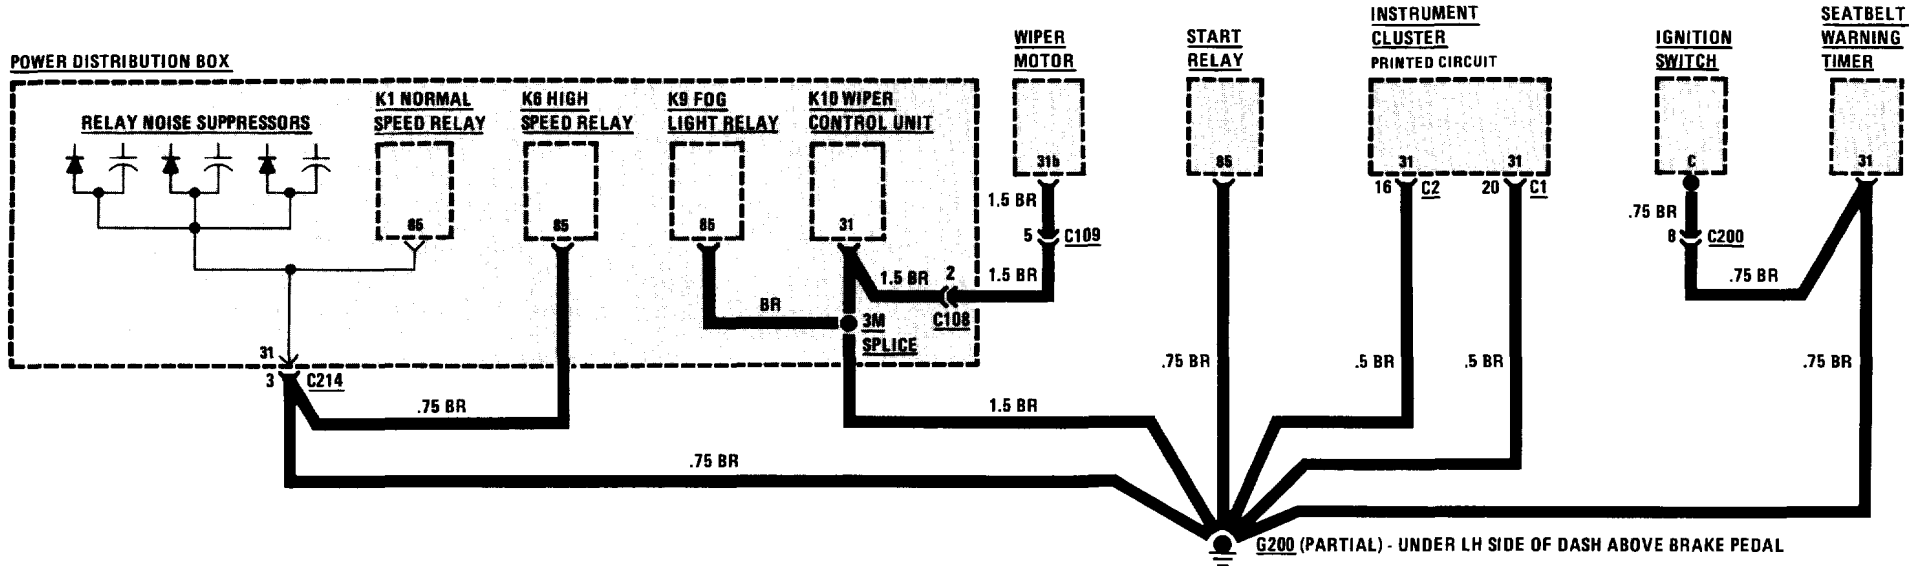 POWER DISTRIBUTION BOX
RELAY NOISE SUPPRESSORS
K1 NORMAL
SPEED RELAY
85
K6 HIGH
SPEED RELAY
85
K9 FOG
LIGHT RELAY
85
K10 WIPER
CONTROL UNIT
31
WIPER
MOTOR
31b
1.5 BR
5
C109
1.5 BR
1.5 BR
2
C108
BR
3M
SPLICE
31
3
C214
.75 BR
1.5 BR
.75 BR
START
RELAY
85
.75 BR
INSTRUMENT
CLUSTER
PRINTED CIRCUIT
31
31
16
C2
20
C1
.5 BR
.5 BR
IGNITION
SWITCH
C
.75 BR
8
C200
.75 BR
SEATBELT
WARNING
TIMER
31
.75 BR
G200 (PARTIAL) - UNDER LH SIDE OF DASH ABOVE BRAKE PEDAL